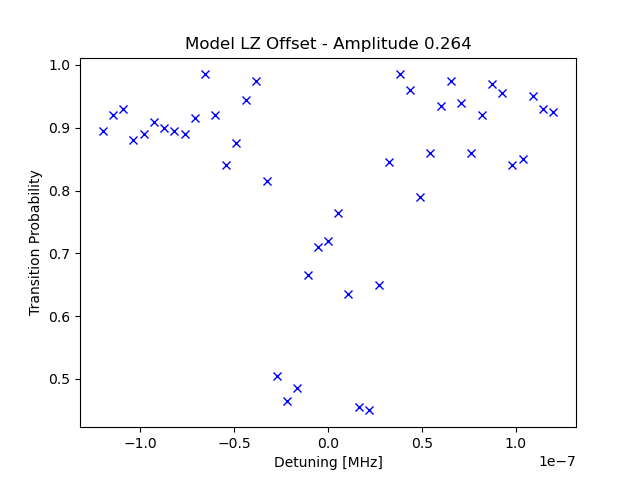 Model LZ Offset - Amplitude 0.264
Transition Probability
1.0
0.9
0.8
0.7
0.6
0.5
−1.0 −0.5 0.0 0.5 1.0
1e−7
Detuning [MHz]